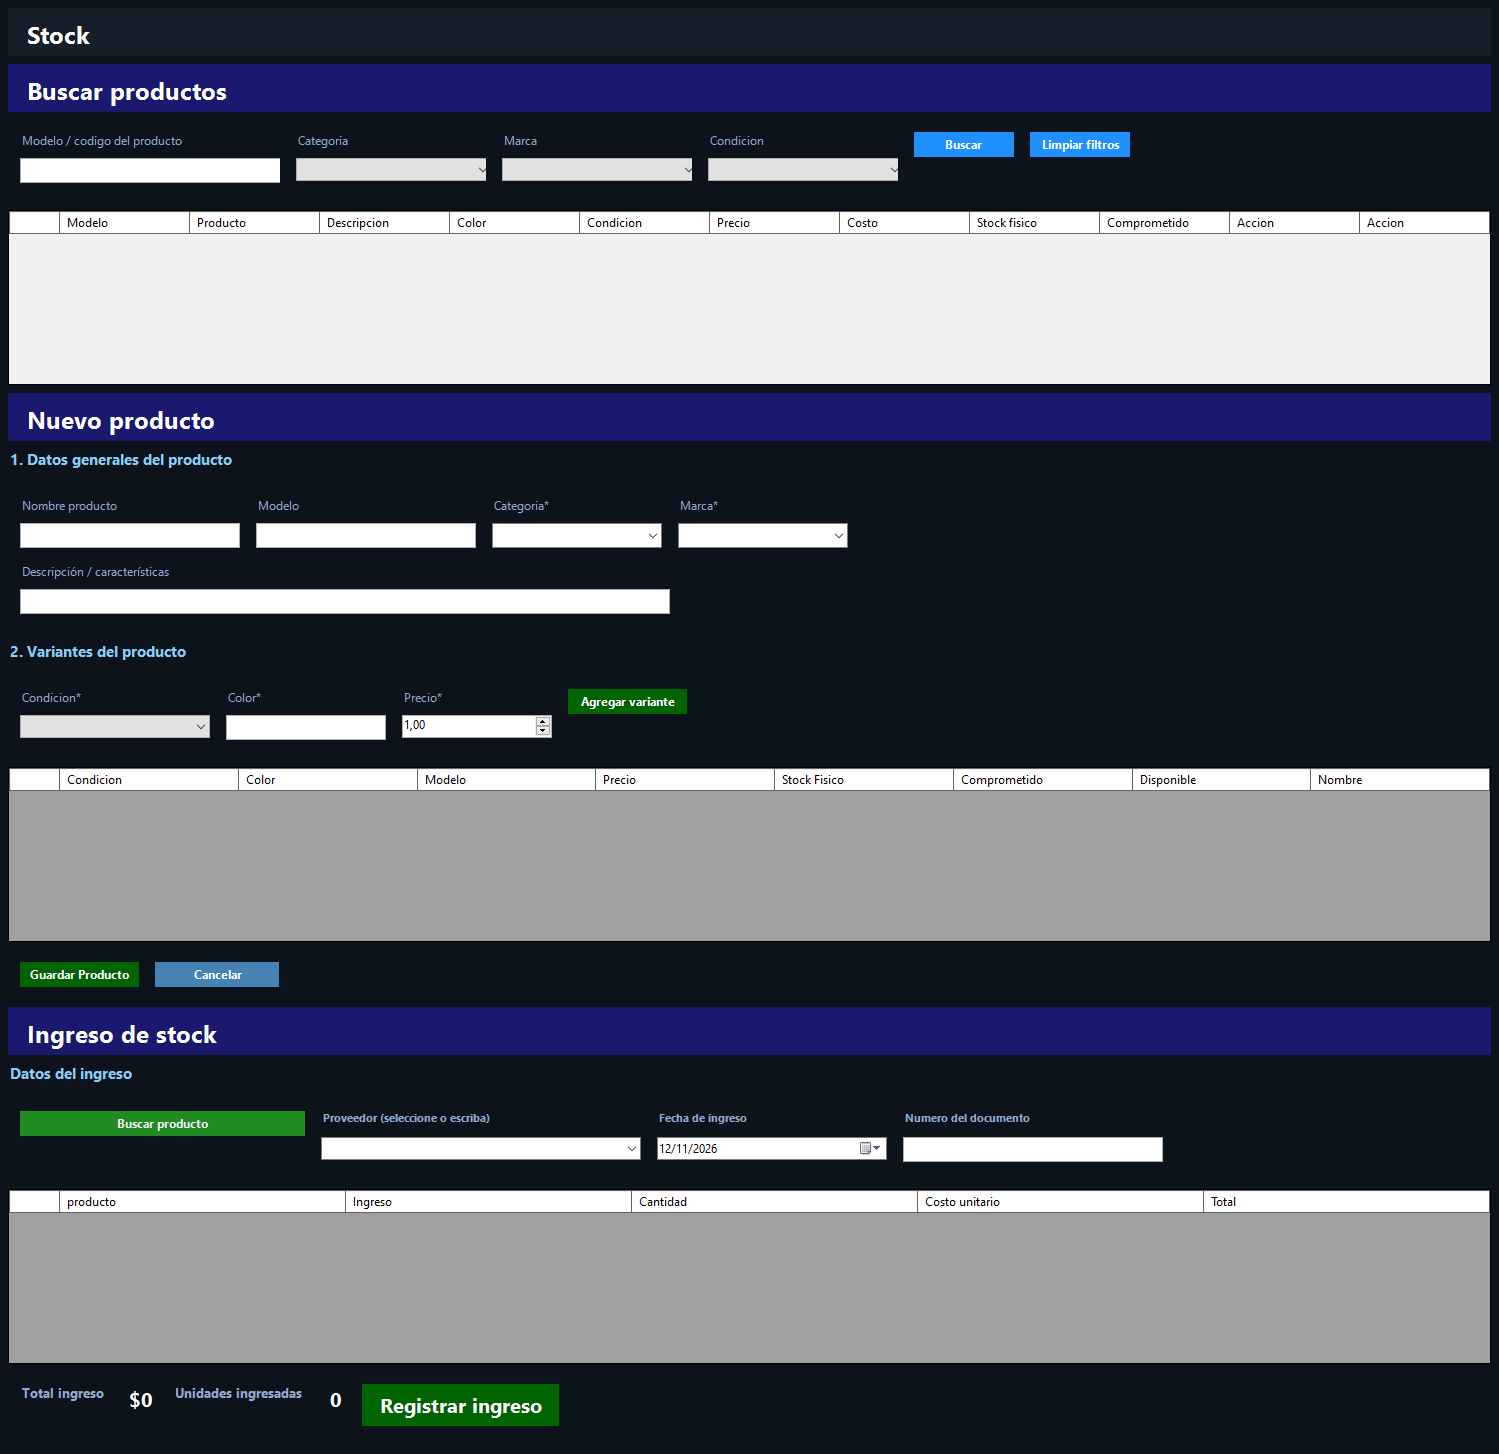 Stock
Buscar productos
Modelo / codigo del producto Categoria Marca Condicion Buscar Limpiar filtros
Modelo Producto Descripcion Color Condicion Precio Costo Stock fisico Comprometido Accion Accion
Nuevo producto
1. Datos generales del producto
Nombre producto Modelo Categoria* Marca*
Descripción / características
2. Variantes del producto
Condicion* Color* Precio* Agregar variante
1,00
Condicion Color Modelo Precio Stock Fisico Comprometido Disponible Nombre
Guardar Producto Cancelar
Ingreso de stock
Datos del ingreso
Buscar producto Proveedor (seleccione o escriba) Fecha de ingreso Numero del documento
12/11/2026
producto Ingreso Cantidad Costo unitario Total
Total ingreso $0 Unidades ingresadas 0 Registrar ingreso